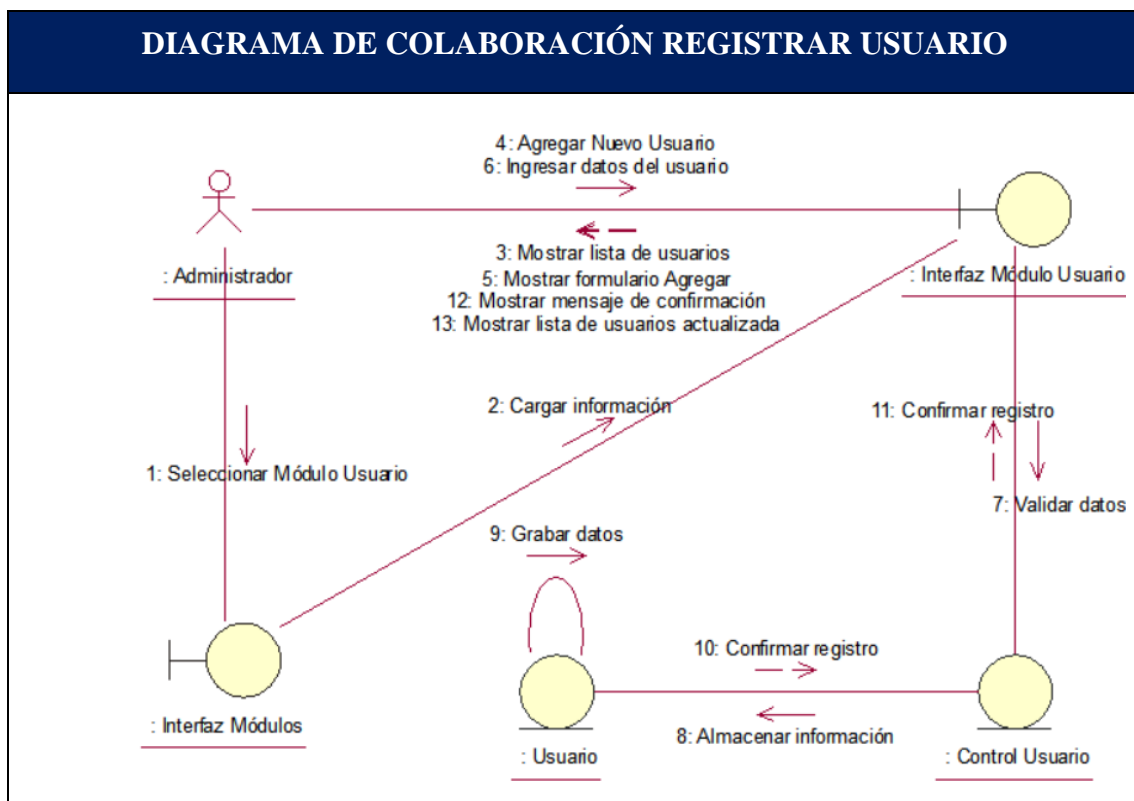 DIAGRAMA DE COLABORACIÓN REGISTRAR USUARIO
4: Agregar Nuevo Usuario
6: Ingresar datos del usuario
3: Mostrar lista de usuarios
5: Mostrar formulario Agregar
12: Mostrar mensaje de confirmación
13: Mostrar lista de usuarios actualizada
: Administrador
: Interfaz Módulo Usuario
2: Cargar información
11: Confirmar registro
1: Seleccionar Módulo Usuario
7: Validar datos
9: Grabar datos
10: Confirmar registro
8: Almacenar información
: Interfaz Módulos
: Usuario
: Control Usuario